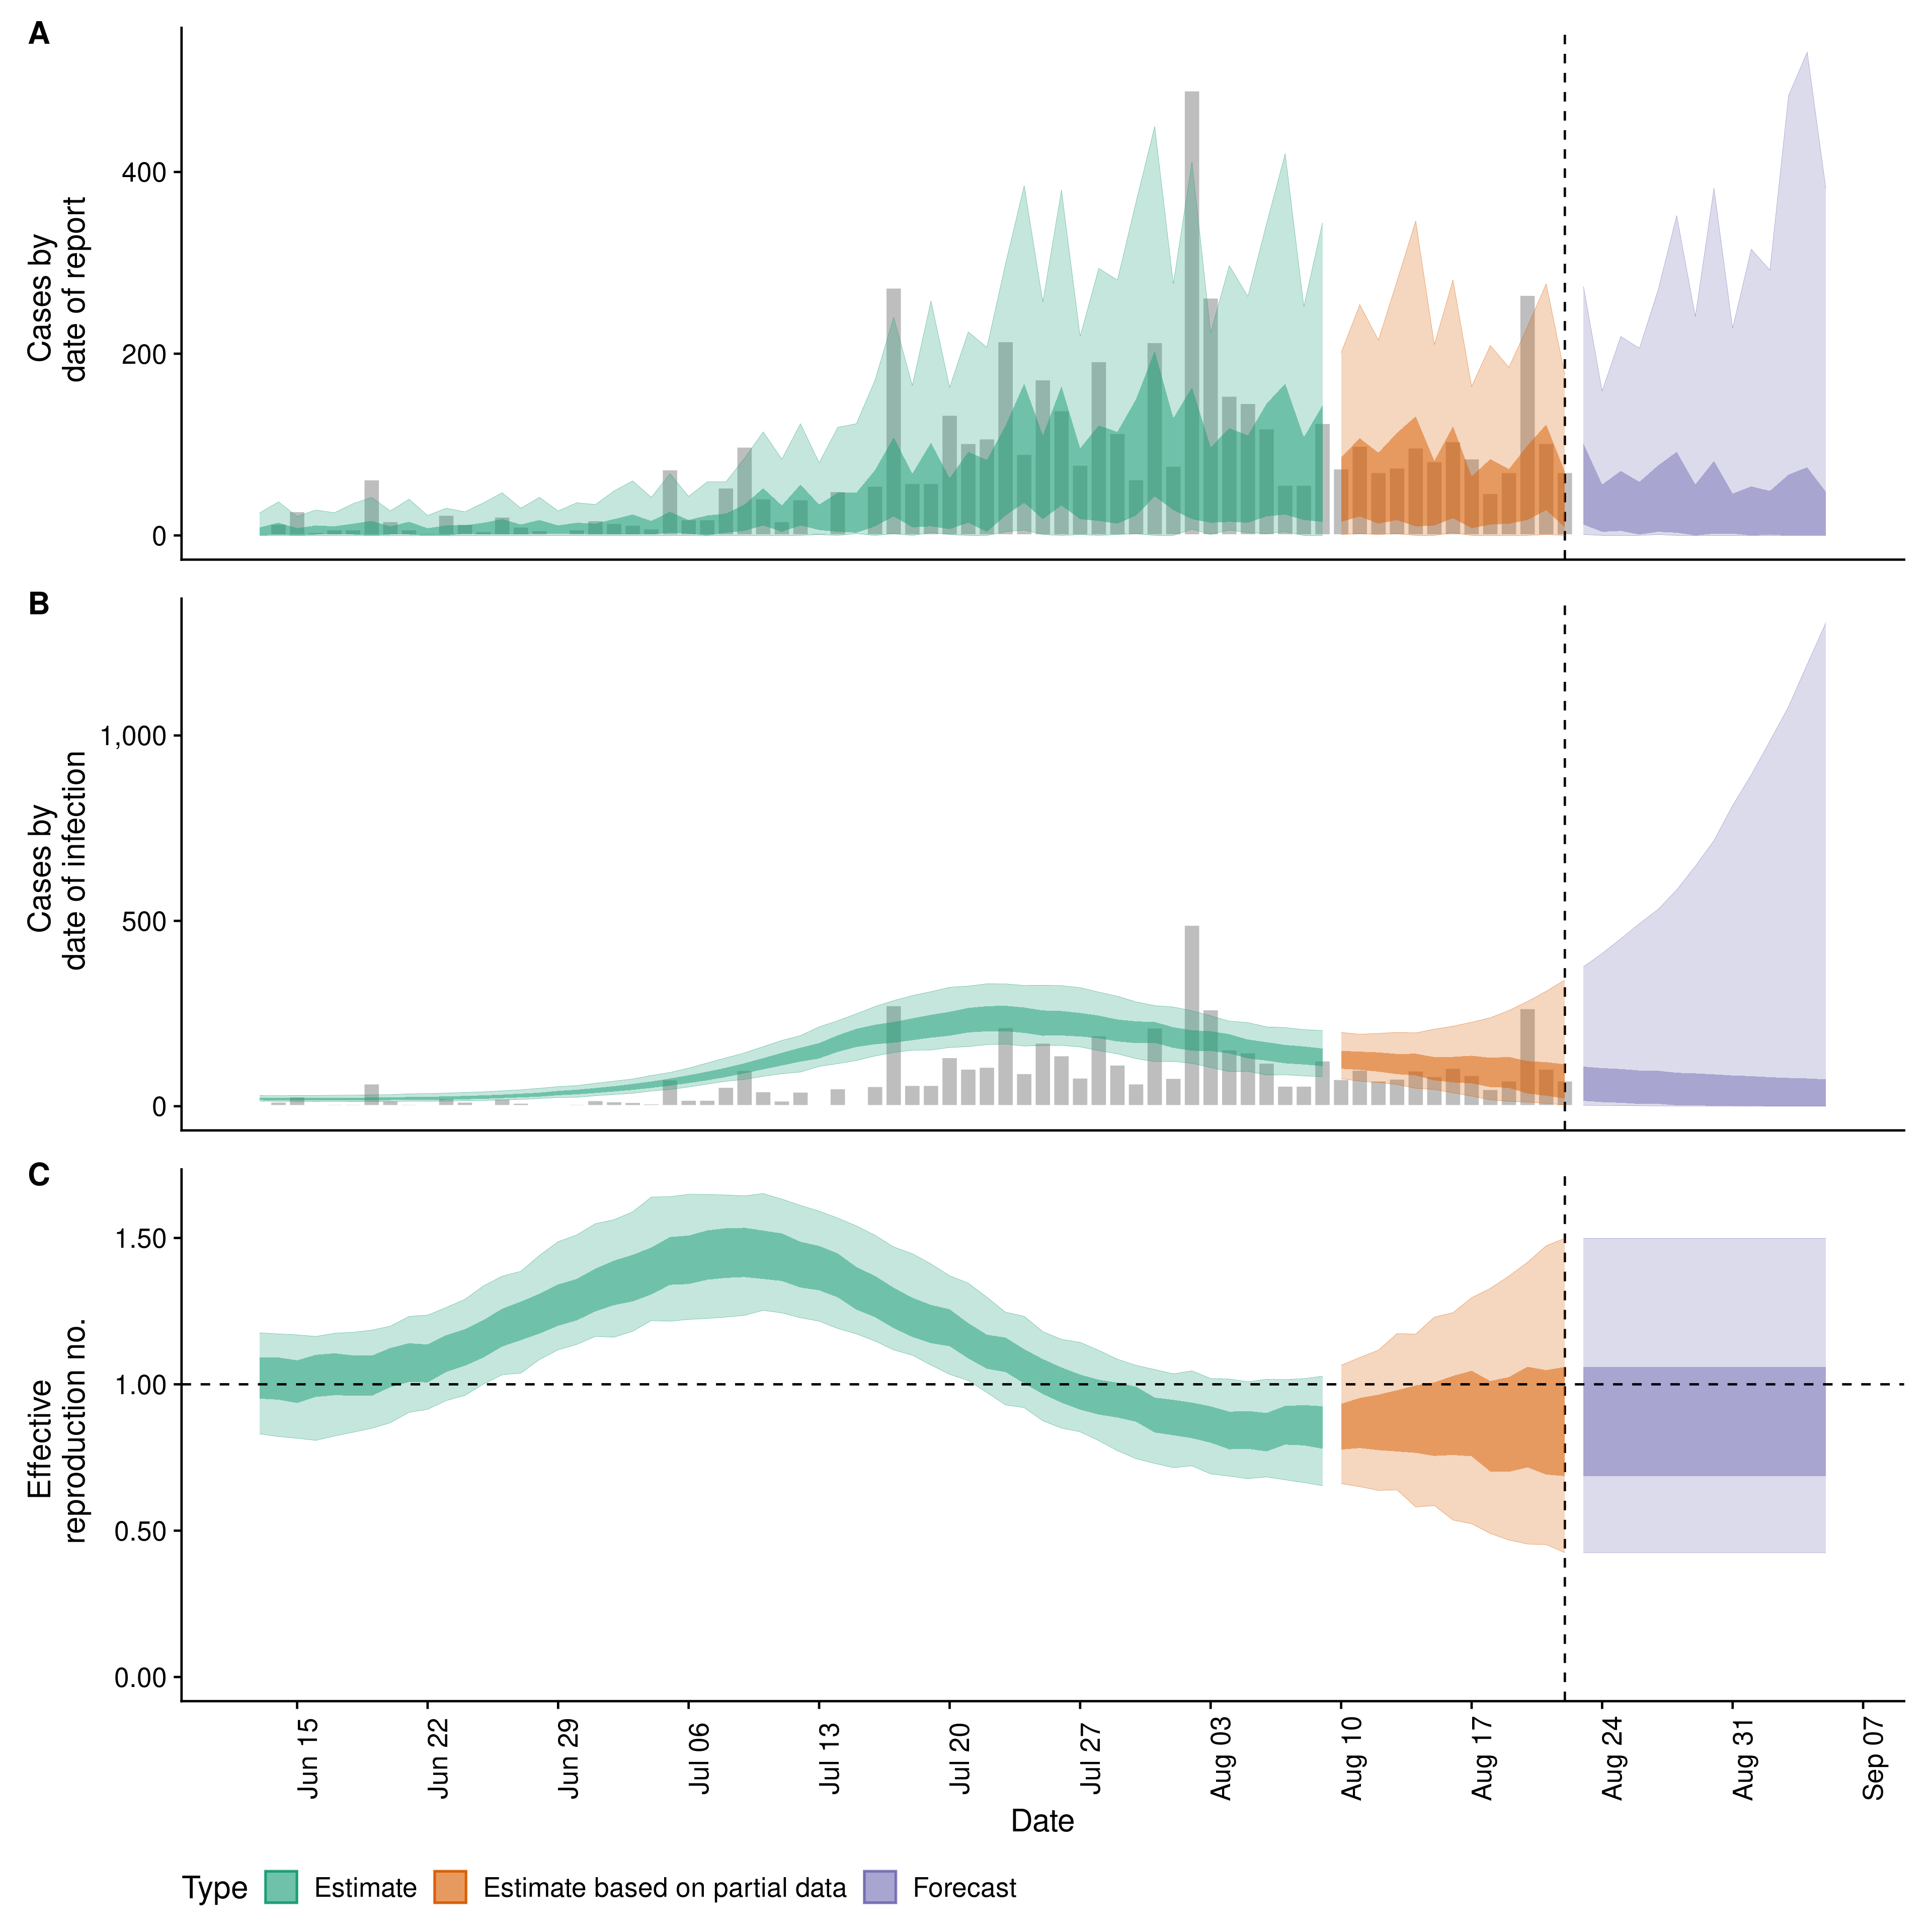 A
Cases by
date of report
400
200
0
B
Cases by
date of infection
1,000
500
0
C
Effective
reproduction no.
1.50
1.00
0.50
0.00
Jun 15
Jun 22
Jun 29
Jul 06
Jul 13
Jul 20
Jul 27
Aug 03
Aug 10
Aug 17
Aug 24
Aug 31
Sep 07
Date
Type Estimate Estimate based on partial data Forecast